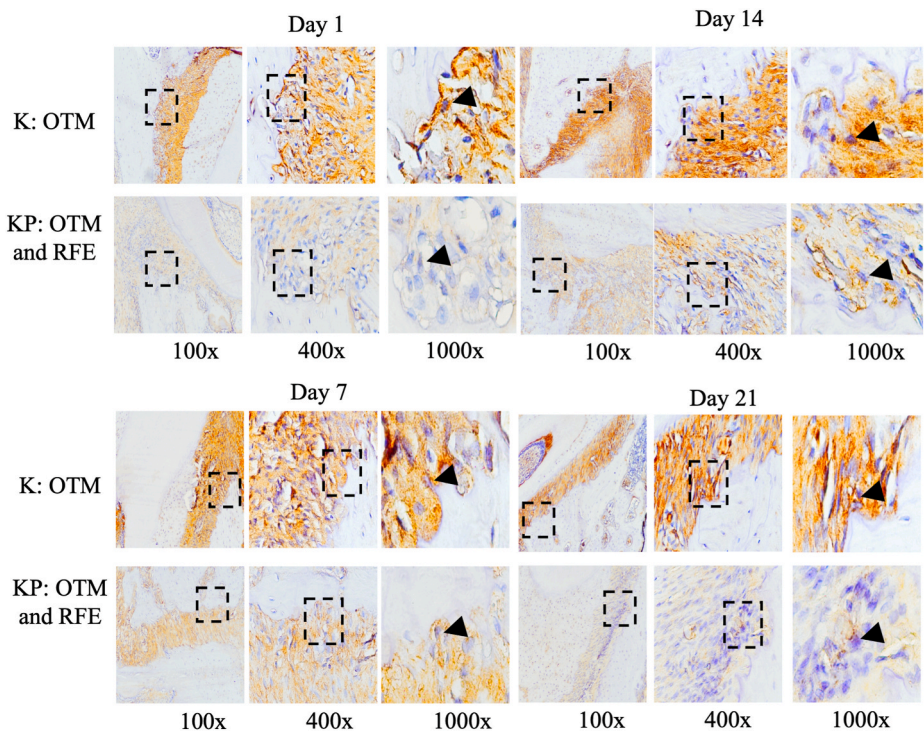 Day 1
Day 14
K: OTM
KP: OTM
and RFE
100x 400x 1000x 100x 400x 1000x
Day 7
Day 21
K: OTM
KP: OTM
and RFE
100x 400x 1000x 100x 400x 1000x